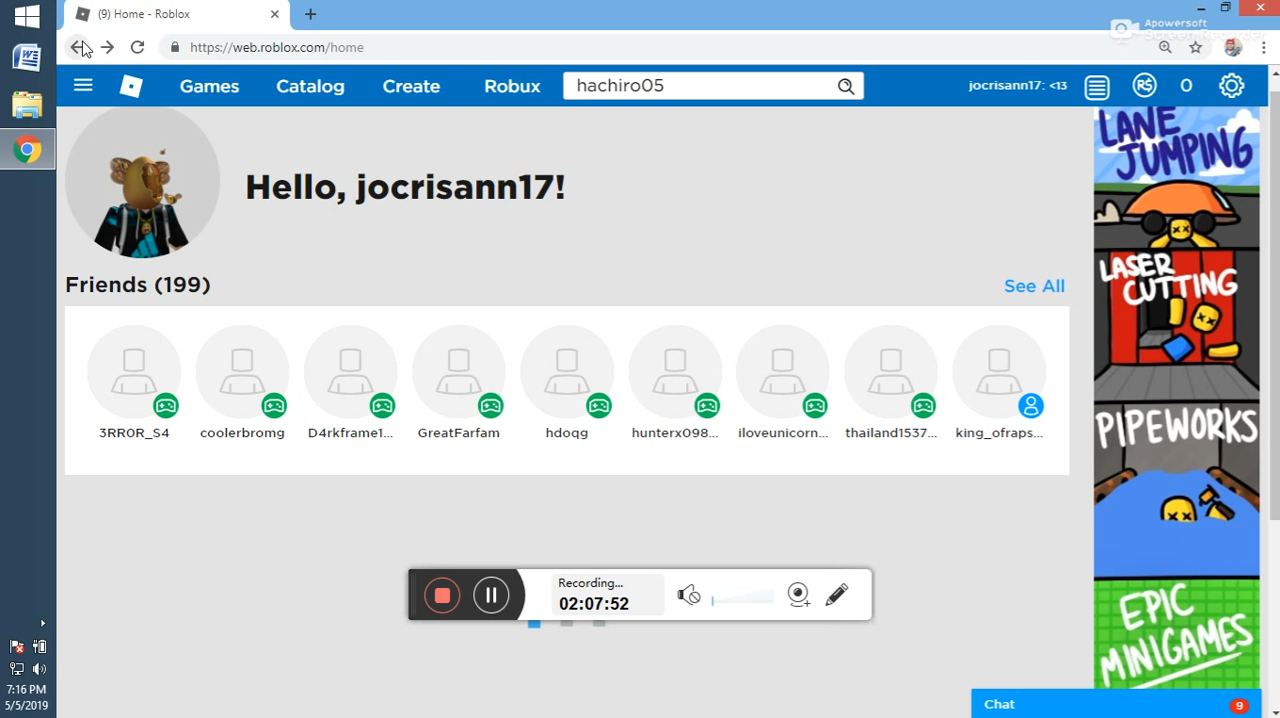 (9) Home - Roblox
Apowersoft
Screen Recorder
https://web.roblox.com/home
Games
Catalog
Create
Robux
hachiro05
jocrisann17: <13
R$
0
Hello, jocrisann17!
Friends (199)
See All
3RR0R_S4
coolerbromg
D4rkframe1...
GreatFarfam
hdoqg
hunterx098...
iloveunicorn...
thailand1537...
king_ofraps...
LANE
JUMPING
LASER
CUTTING
PIPEWORKS
EPIC
MINIGAMES
Recording...
02:07:52
7:16 PM
5/5/2019
Chat
9